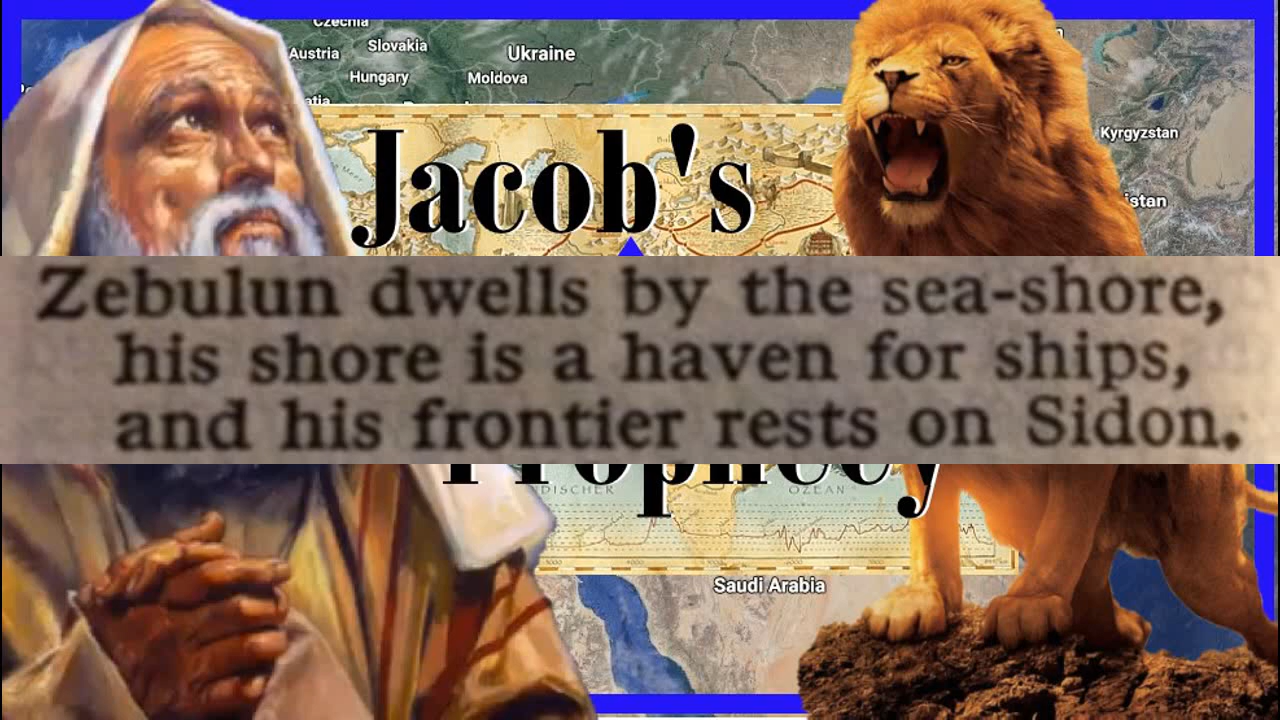 Czechia
Austria
Slovakia
Ukraine
Hungary
Moldova
Kyrgyzstan
Jacob's
Zebulun dwells by the sea-shore,
his shore is a haven for ships,
and his frontier rests on Sidon.
Prophecy
OZEAN
Saudi Arabia